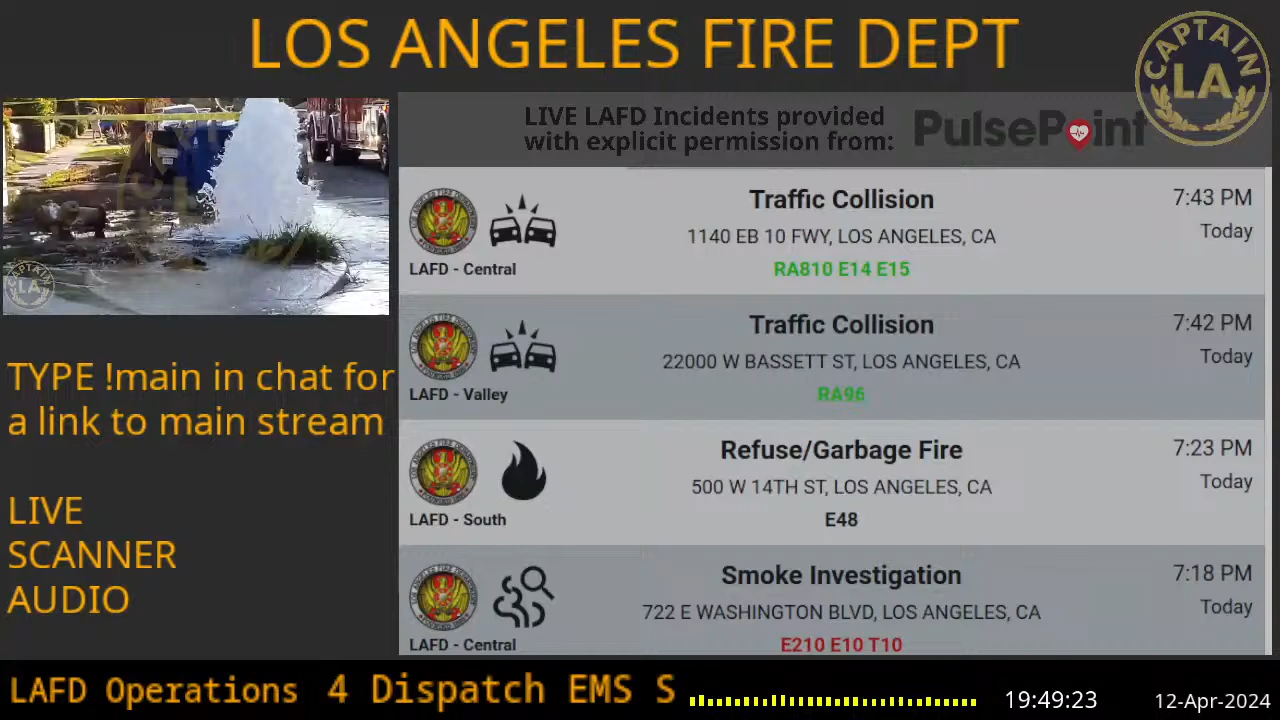 LOS ANGELES FIRE DEPT
CAPTAIN
LA
LIVE LAFD Incidents provided
with explicit permission from:
PulsePoint
Traffic Collision
7:43 PM
1140 EB 10 FWY, LOS ANGELES, CA
Today
LAFD - Central
RA810 E14 E15
Traffic Collision
7:42 PM
22000 W BASSETT ST, LOS ANGELES, CA
Today
LAFD - Valley
RA96
Refuse/Garbage Fire
7:23 PM
500 W 14TH ST, LOS ANGELES, CA
Today
LAFD - South
E48
Smoke Investigation
7:18 PM
722 E WASHINGTON BLVD, LOS ANGELES, CA
Today
LAFD - Central
E210 E10 T10
CAPTAIN
LA
TYPE !main in chat for
a link to main stream
LIVE
SCANNER
AUDIO
LAFD Operations 4 Dispatch EMS S
19:49:23
12-Apr-2024